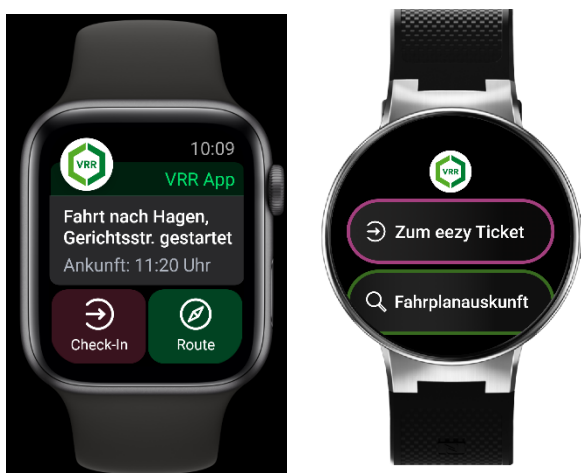 10:09
VRR
VRR App
Fahrt nach Hagen,
Gerichtsstr. gestartet
Ankunft: 11:20 Uhr
Check-In
Route
VRR
Zum eezy Ticket
Fahrplanauskunft